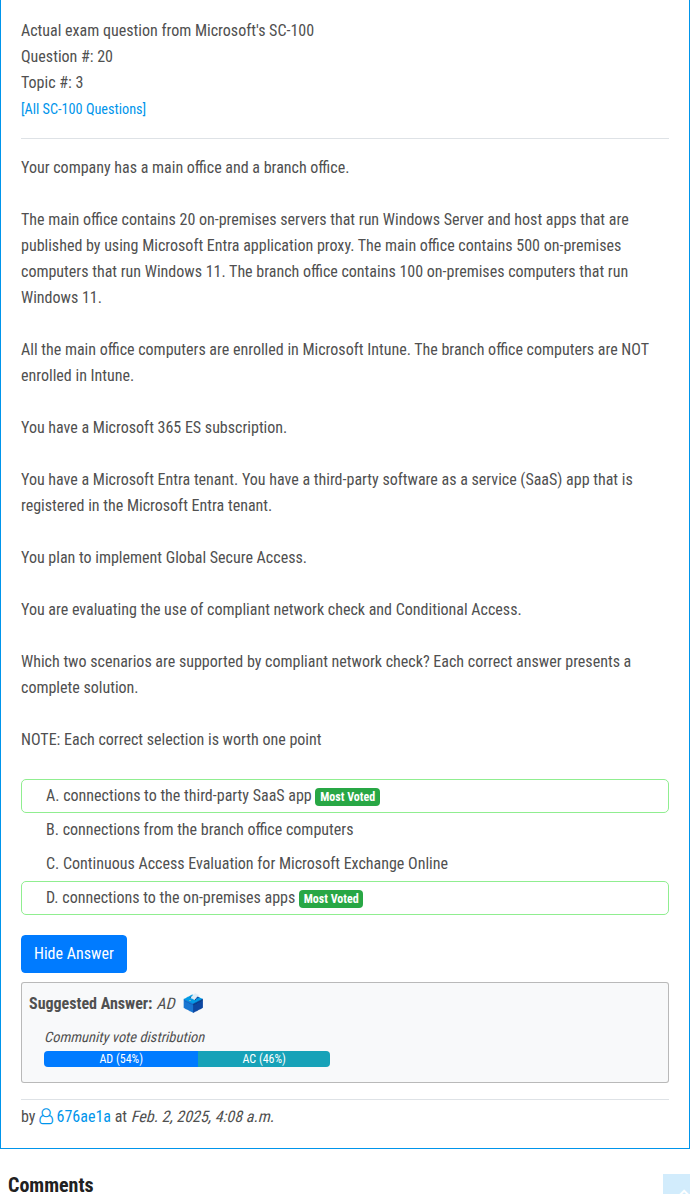 Actual exam question from Microsoft's SC-100
Question #: 20
Topic #: 3
[All SC-100 Questions]
Your company has a main office and a branch office.
The main office contains 20 on-premises servers that run Windows Server and host apps that are
published by using Microsoft Entra application proxy. The main office contains 500 on-premises
computers that run Windows 11. The branch office contains 100 on-premises computers that run
Windows 11.
All the main office computers are enrolled in Microsoft Intune. The branch office computers are NOT
enrolled in Intune.
You have a Microsoft 365 ES subscription.
You have a Microsoft Entra tenant. You have a third-party software as a service (SaaS) app that is
registered in the Microsoft Entra tenant.
You plan to implement Global Secure Access.
You are evaluating the use of compliant network check and Conditional Access.
Which two scenarios are supported by compliant network check? Each correct answer presents a
complete solution.
NOTE: Each correct selection is worth one point
A. connections to the third-party SaaS app Most Voted
B. connections from the branch office computers
C. Continuous Access Evaluation for Microsoft Exchange Online
D. connections to the on-premises apps Most Voted
Hide Answer
Suggested Answer: AD
Community vote distribution
AD (54%) AC (46%)
by 676ae1a at Feb. 2, 2025, 4:08 a.m.
Comments